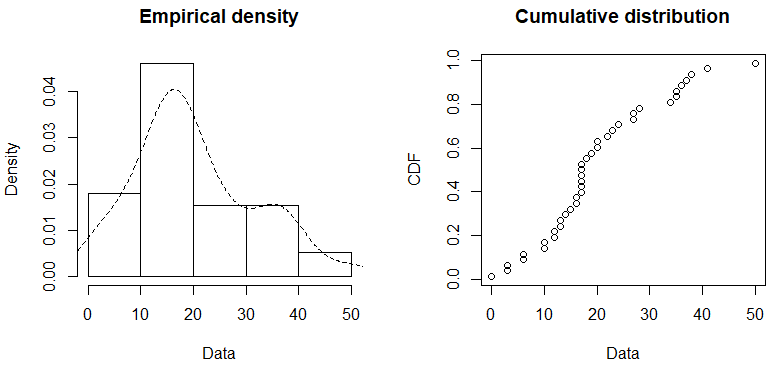 Empirical density
Density
0.00 0.01 0.02 0.03 0.04
0 10 20 30 40 50
Data
Cumulative distribution
CDF
0.0 0.2 0.4 0.6 0.8 1.0
0 10 20 30 40 50
Data